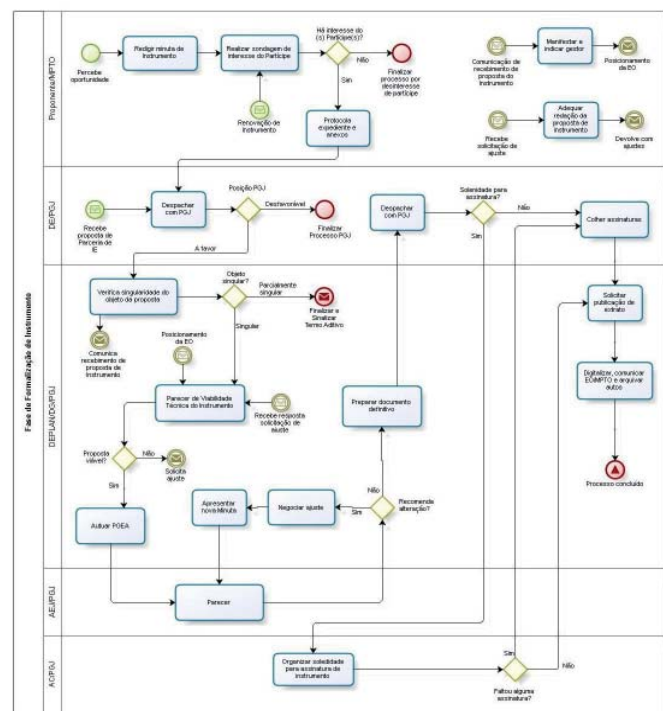 Fase de Formalização de Instrumento
Proponente/MPTO
Percebe
oportunidade
Redigir minuta de
Instrumento
Realizar sondagem de
interesse do Partícipe
Há interesse do
(s) Partícipe(s)?
Não
Sim
Finalizar
processo por
desinteresse de
partícipe
Renovação de
Instrumento
Protocola
expediente e
anexos
Comunicação de
recebimento de
proposta do Instrumento
Manifestar e
indicar gestor
Posicionamento
da EO
Recebe
solicitação de
ajuste
Adequar
redação da
proposta de
instrumento
Devolve com
ajustes
DE/PGJ
Recebe
proposta de
Parceria de
IE
Despachar
com PGJ
Posição PGJ
Desfavorável
Finalizar
Processo PGJ
A favor
Despachar
com PGJ
Solenidade para
assinatura?
Não
Sim
Colher assinaturas
DEPLAN/DG/PGJ
Verifica singularidade do
objeto da proposta
Objeto
singular?
Parcialmente
singular
Finalizar e
Sinalizar
Termo Aditivo
Singular
Comunica
recebimento de
proposta de
Instrumento
Posicionamento
da EO
Parecer de Viabilidade
Técnica do Instrumento
Recebe resposta
solicitação de
ajuste
Proposta
viável?
Não
Solicita
ajuste
Sim
Autuar PGEA
Apresentar
nova Minuta
Negociar ajuste
Sim
Não
Recomenda
alteração?
Preparar documento
definitivo
Solicitar
publicação de
extrato
Digitalizar, comunicar
EO/MPTO e arquivar
autos
Processo concluído
AEJ/PGJ
Parecer
AC/PGJ
Organizar soledidade
para assinatura de
instrumento
Sim
Não
Faltou alguma
assinatura?